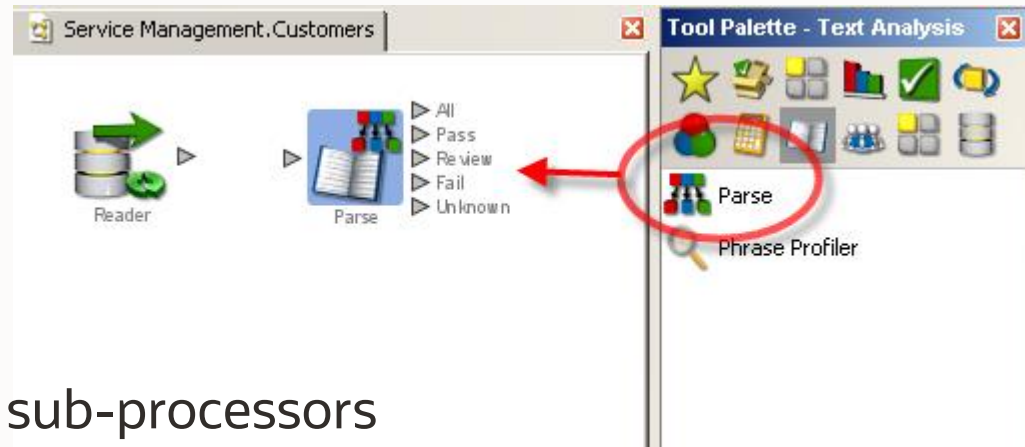 Service Management.Customers
Tool Palette - Text Analysis
Reader
Parse
All
Pass
Review
Fail
Unknown
Parse
Phrase Profiler
sub-processors